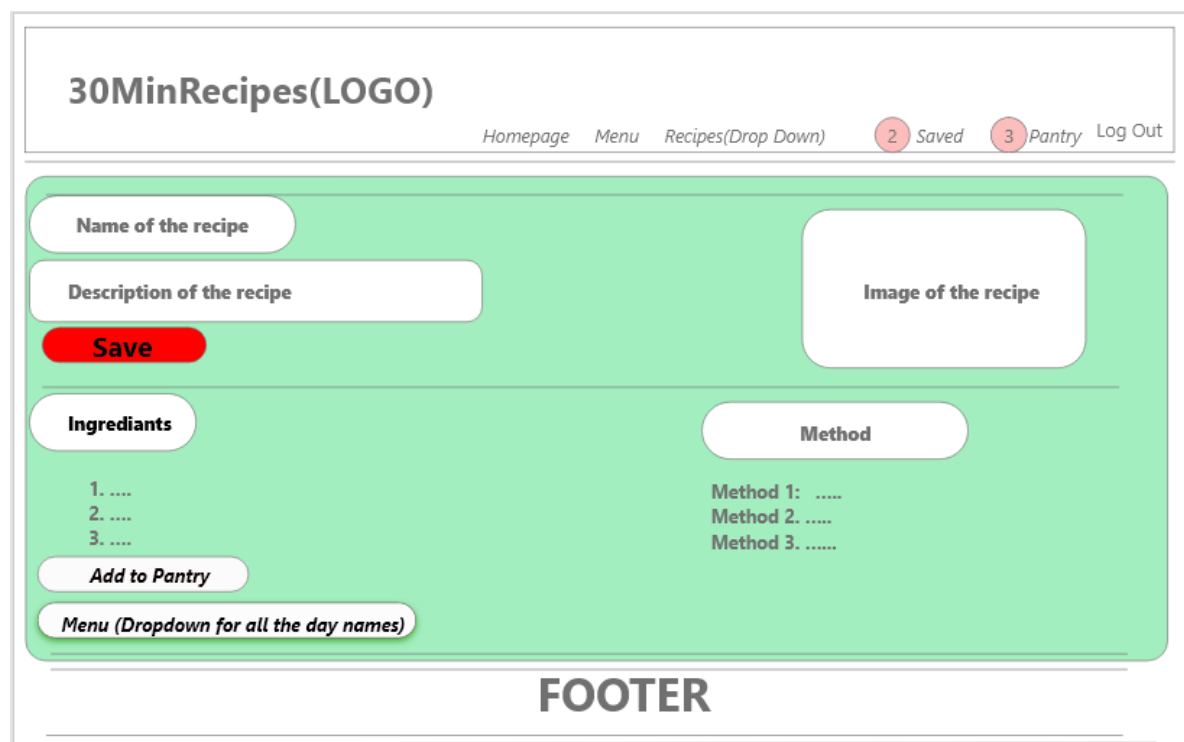 30MinRecipes(LOGO)
Homepage Menu Recipes(Drop Down) 2 Saved 3 Pantry Log Out
Name of the recipe
Description of the recipe
Image of the recipe
Save
Ingrediants
Method
1. ....
2. ....
3. ....
Method 1: .....
Method 2. .....
Method 3. ......
Add to Pantry
Menu (Dropdown for all the day names)
FOOTER